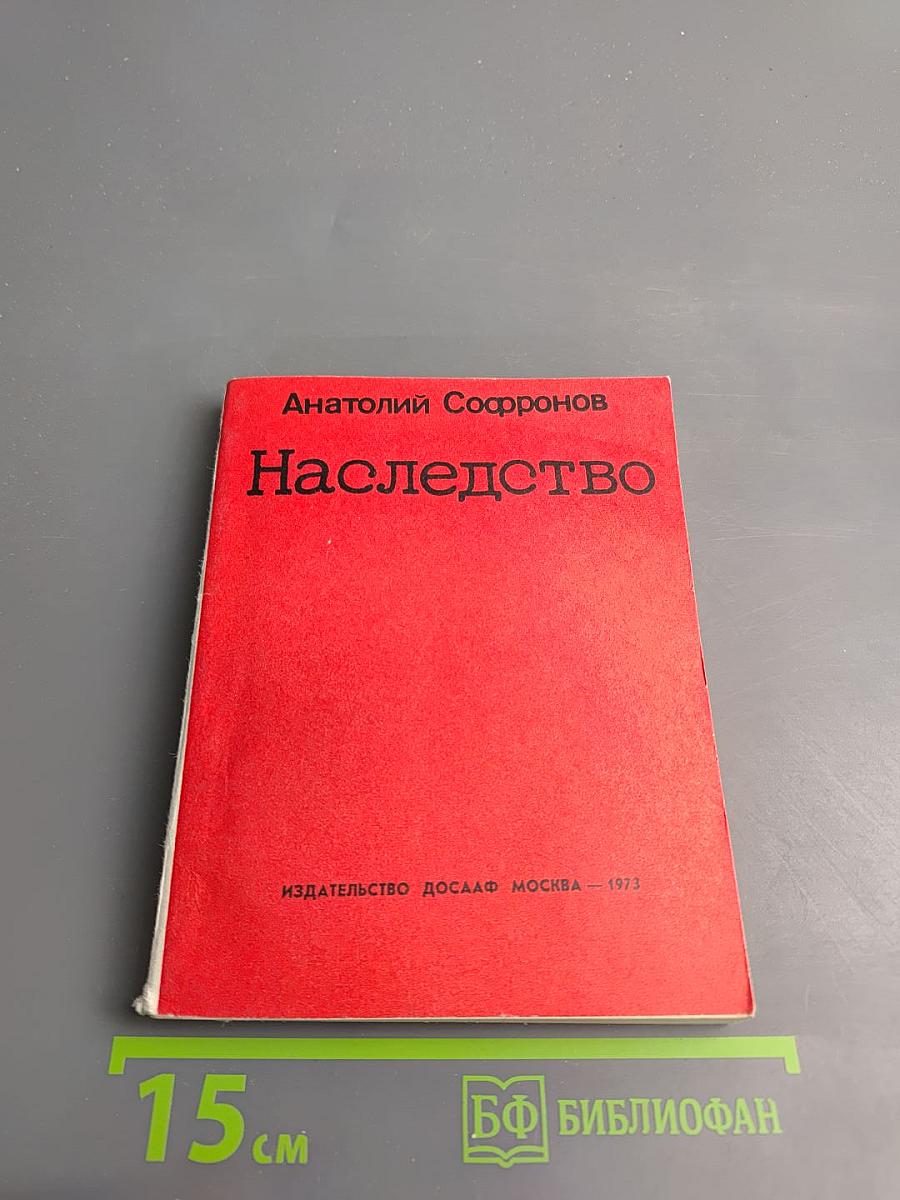 Анатолий Софронов
Наследство
ИЗДАТЕЛЬСТВО ДОСААФ МОСКВА — 1973
15 см
БФ БИБЛИОФАН